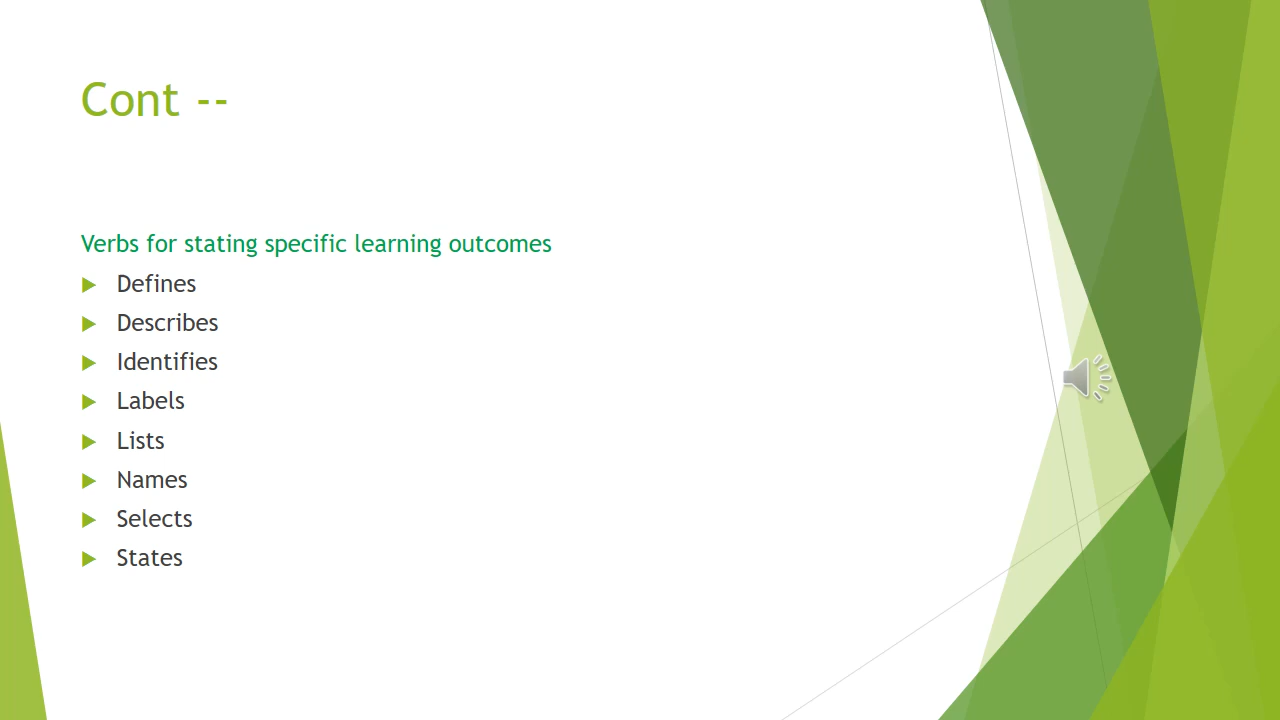 Cont --
Verbs for stating specific learning outcomes
Defines
Describes
Identifies
Labels
Lists
Names
Selects
States